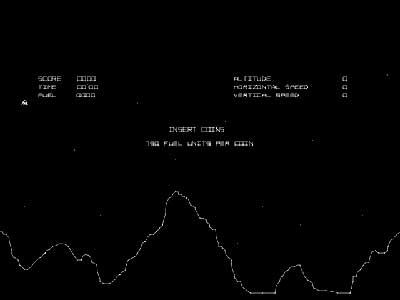 SCORE 0000
TIME 00:00
FUEL 0000
ALTITUDE 0
HORIZONTAL SPEED 0
VERTICAL SPEED 0
INSERT COINS
750 FUEL UNITS PER COIN